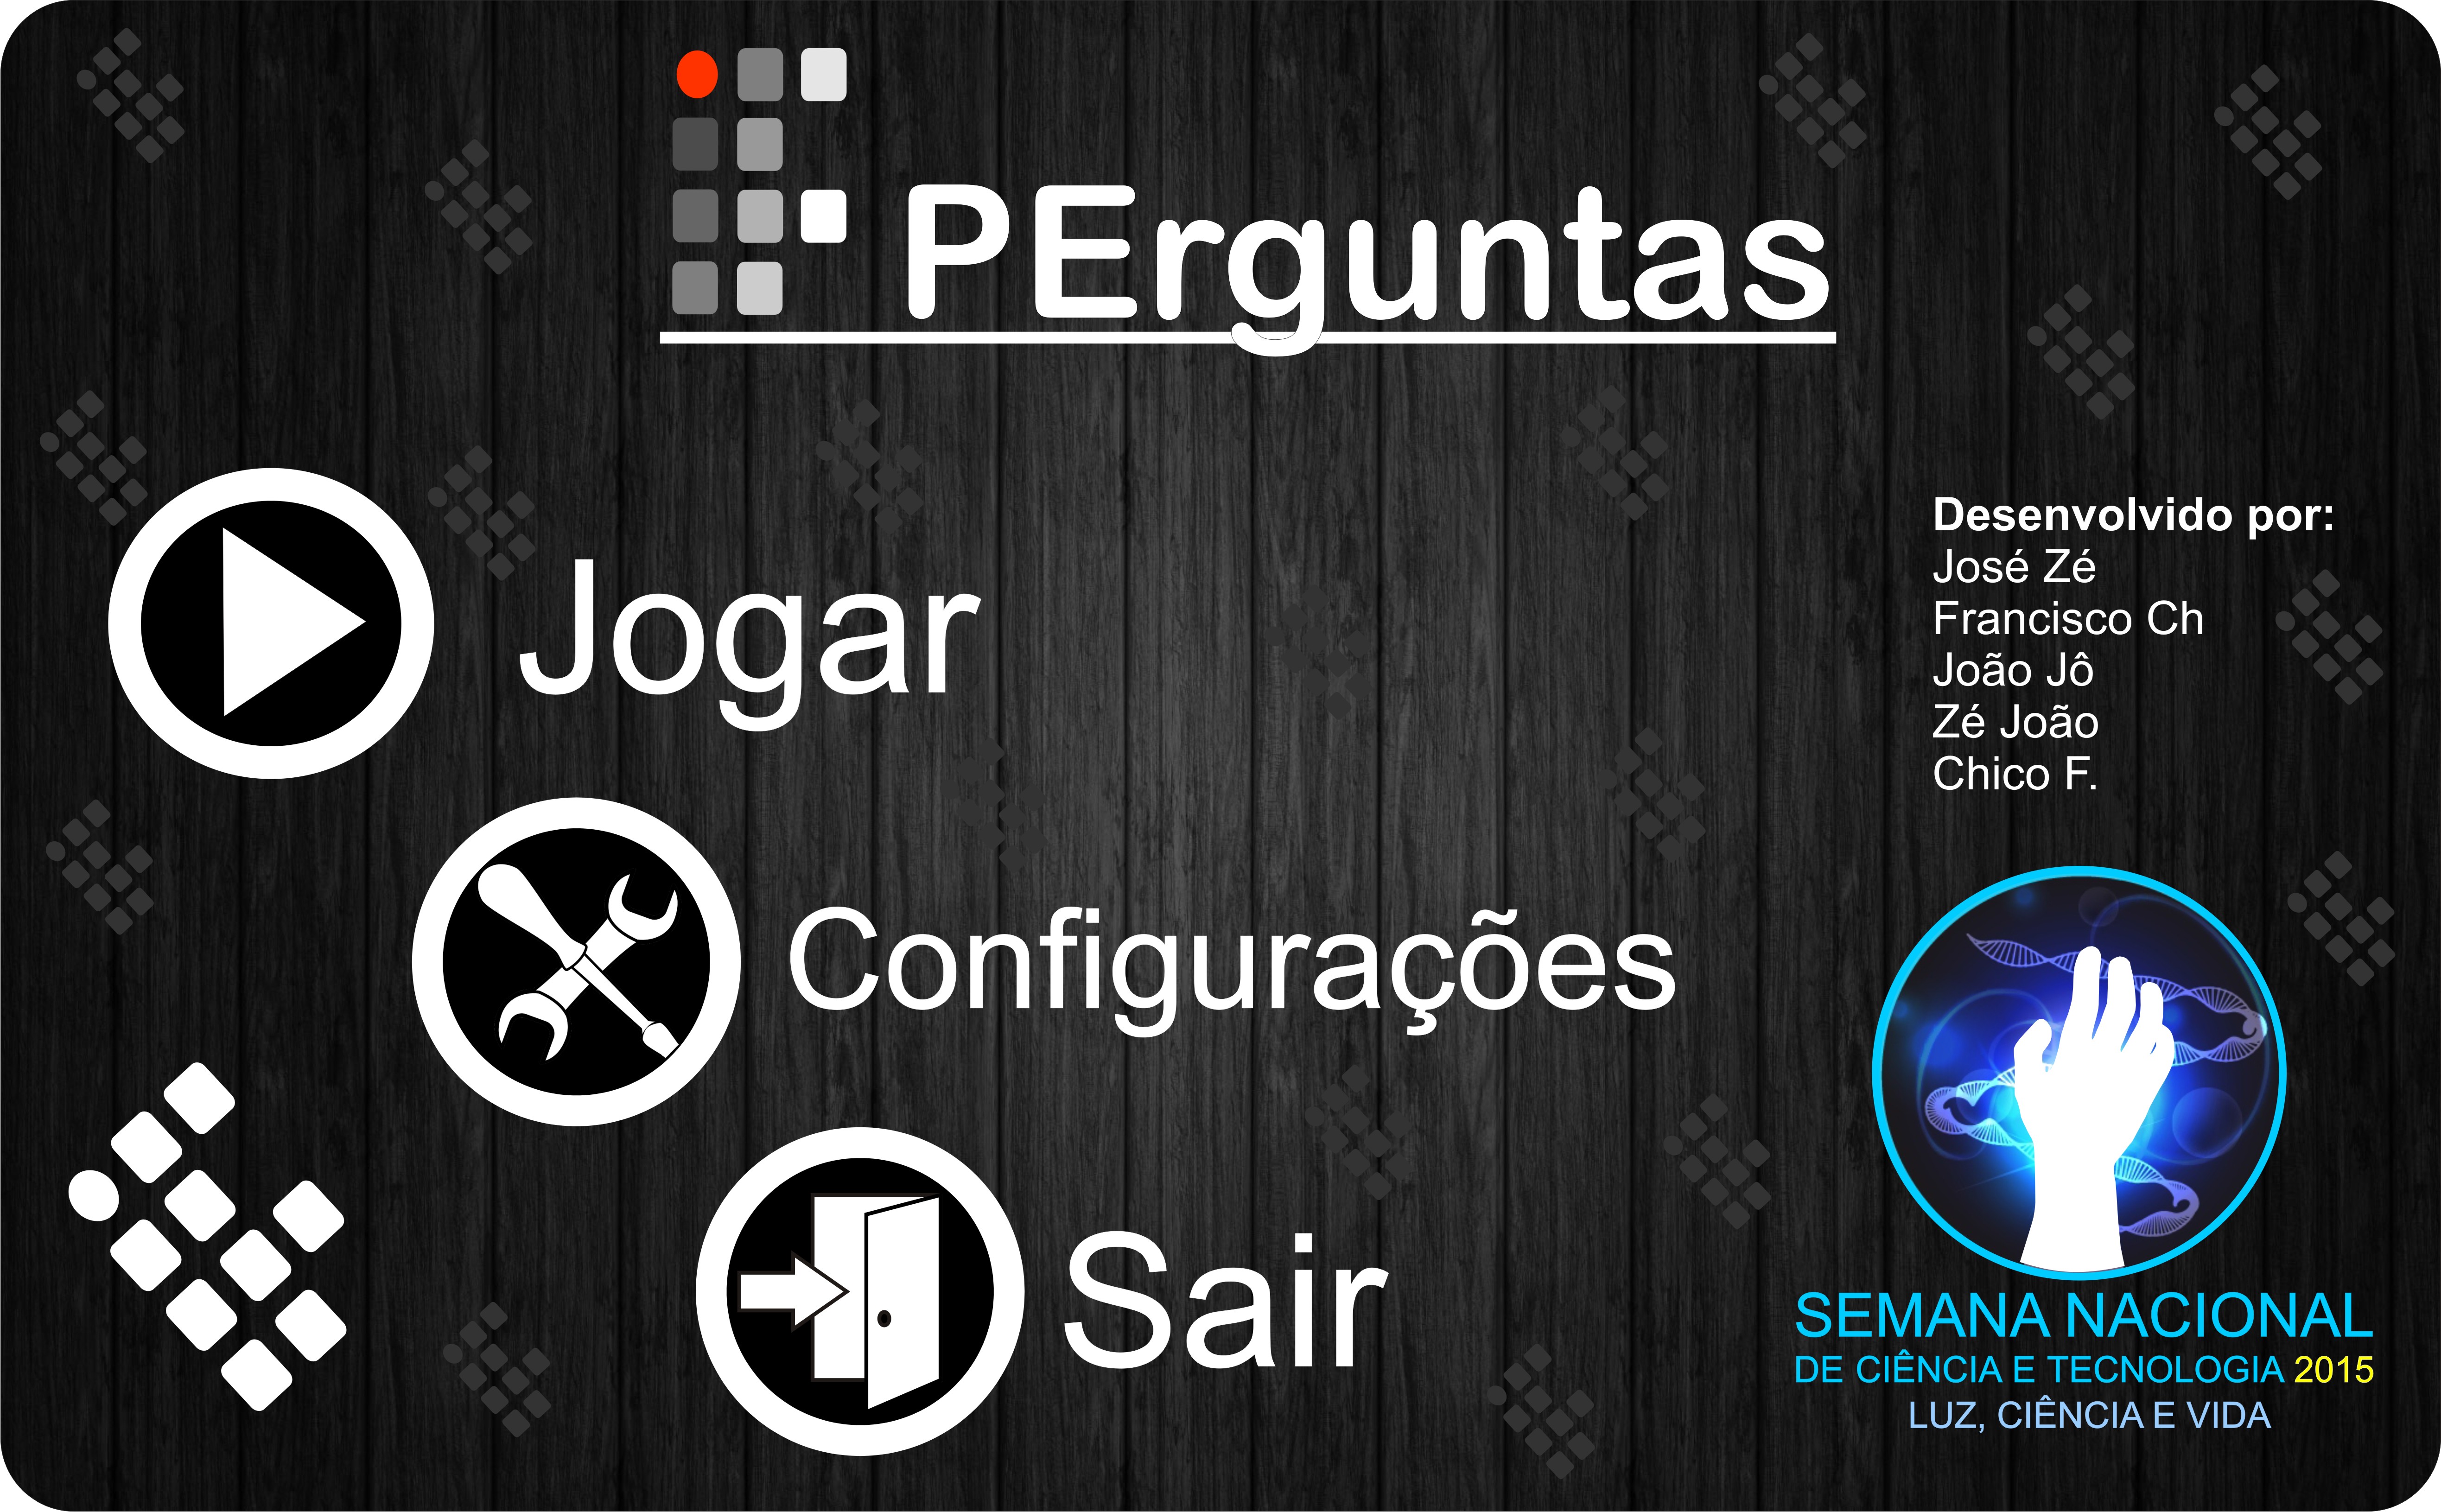 PErguntas
Jogar
Configurações
Sair
Desenvolvido por:
José Zé
Francisco Ch
João Jô
Zé João
Chico F.
SEMANA NACIONAL
DE CIÊNCIA E TECNOLOGIA 2015
LUZ, CIÊNCIA E VIDA